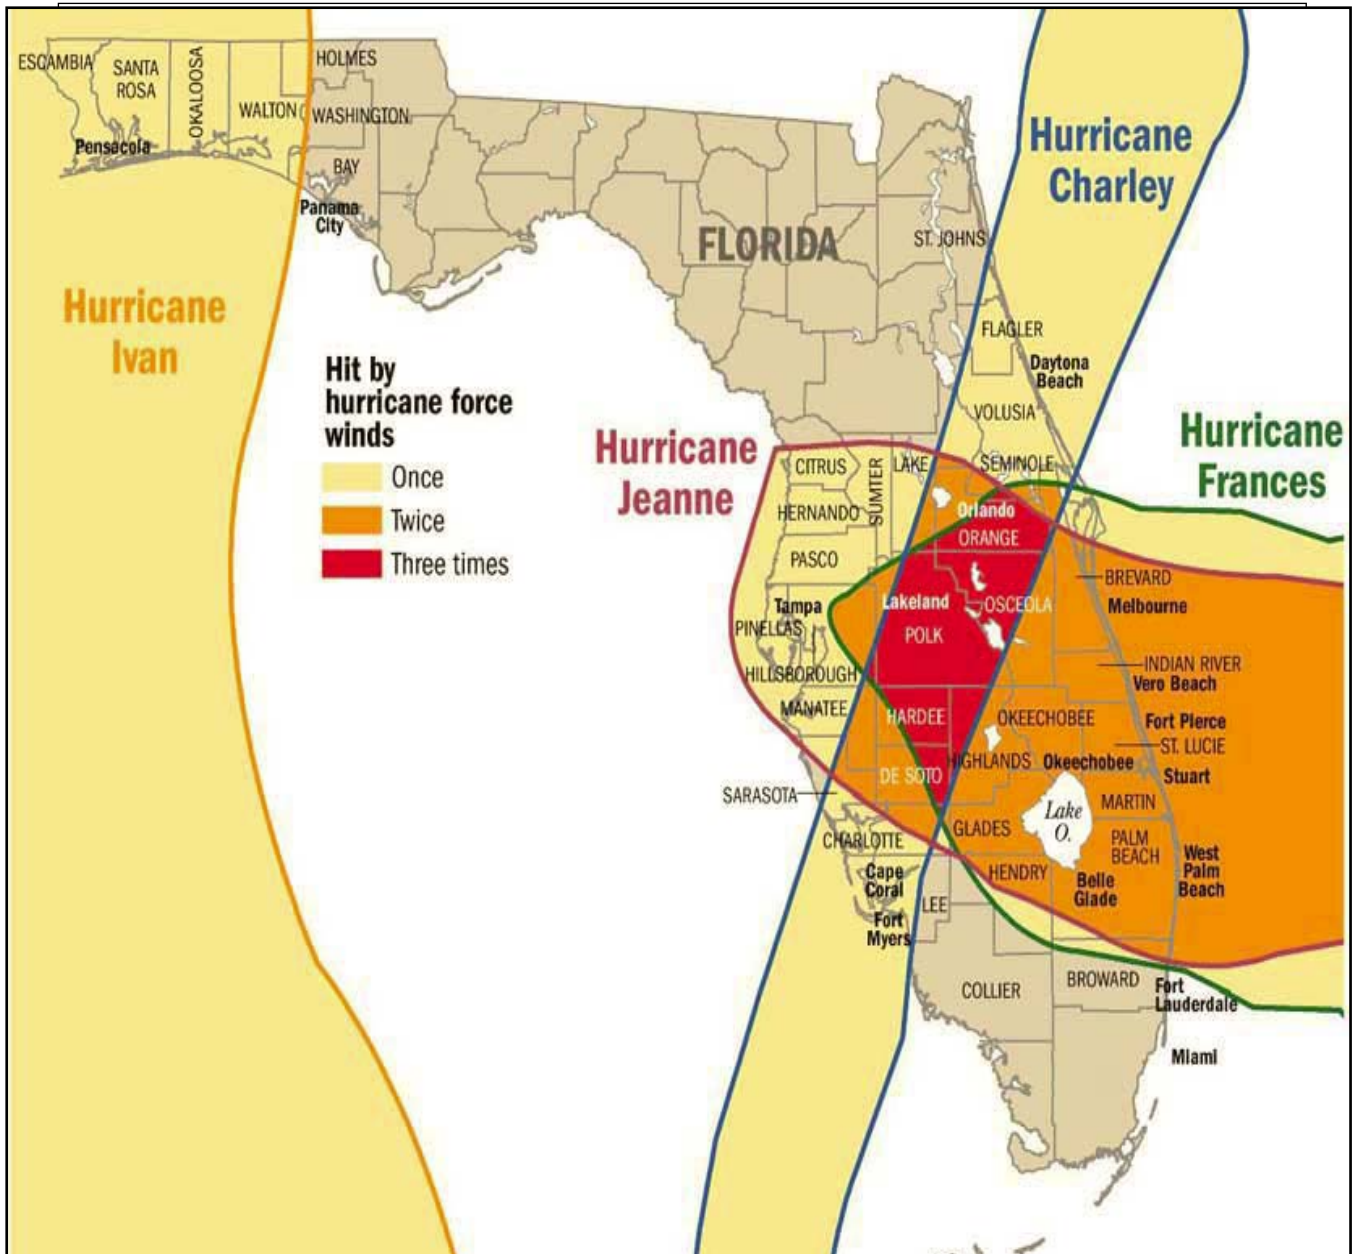 ESCAMBIA
SANTA
ROSA
OKALOOSA
WALTON
HOLMES
WASHINGTON
BAY
Pensacola
Panama
City
Hurricane
Ivan
FLORIDA
ST. JOHNS
Hurricane
Charley
FLAGLER
Daytona
Beach
VOLUSIA
Hit by
hurricane force
winds
Once
Twice
Three times
Hurricane
Jeanne
Hurricane
Frances
CITRUS
SUMTER
LAKE
SEMINOLE
HERNANDO
Orlando
ORANGE
PASCO
BREVARD
Melbourne
Tampa
Lakeland
OSCEOLA
PINELLAS
POLK
HILLSBOROUGH
INDIAN RIVER
Vero Beach
MANATEE
HARDEE
OKEECHOBEE
Fort Pierce
ST. LUCIE
DE SOTO
HIGHLANDS
Okeechobee
Stuart
SARASOTA
Lake
O.
MARTIN
CHARLOTTE
GLADES
PALM
BEACH
West
Palm
Beach
Cape
Coral
HENDRY
Belle
Glade
LEE
Fort
Myers
COLLIER
BROWARD
Fort
Lauderdale
Miami